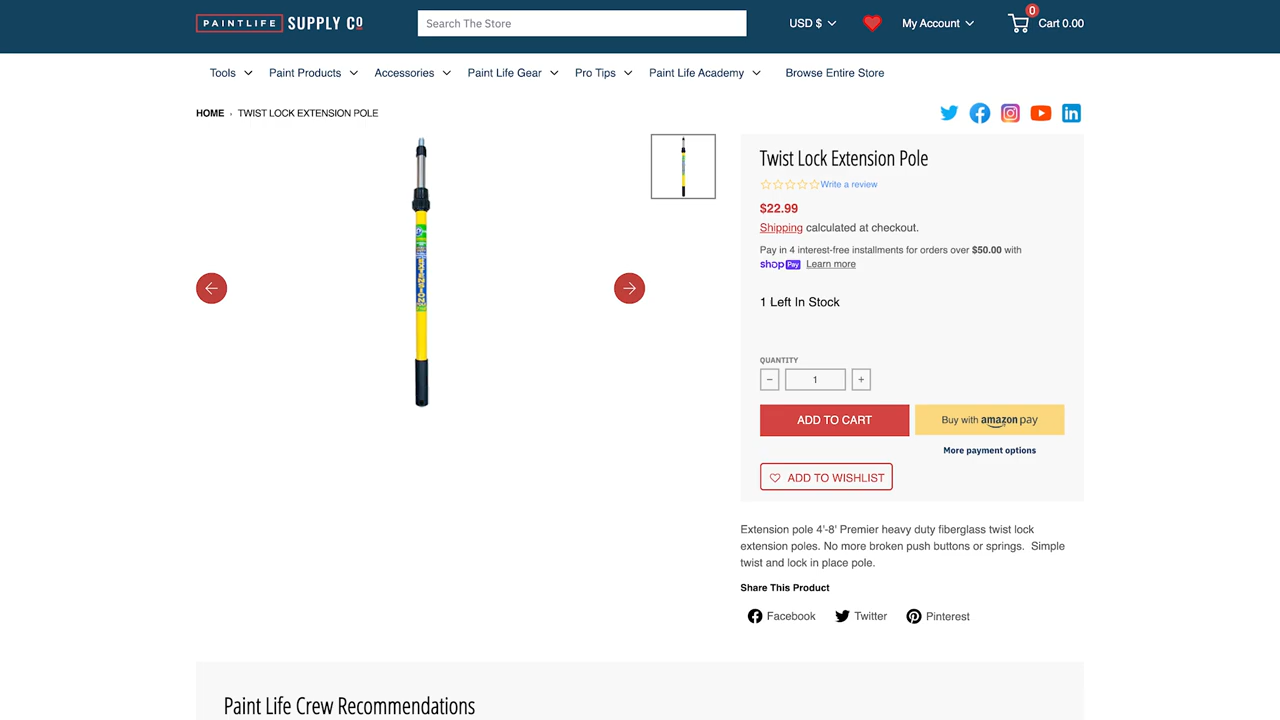 PAINTLIFE SUPPLY CO
Search The Store
USD $
My Account
0
Cart 0.00
Tools
Paint Products
Accessories
Paint Life Gear
Pro Tips
Paint Life Academy
Browse Entire Store
HOME › TWIST LOCK EXTENSION POLE
Twist Lock Extension Pole
Write a review
$22.99
Shipping calculated at checkout.
Pay in 4 interest-free installments for orders over $50.00 with
shop Pay Learn more
1 Left In Stock
QUANTITY
− 1 +
ADD TO CART
Buy with amazon pay
More payment options
ADD TO WISHLIST
Extension pole 4'-8' Premier heavy duty fiberglass twist lock
extension poles. No more broken push buttons or springs. Simple
twist and lock in place pole.
Share This Product
Facebook
Twitter
Pinterest
Paint Life Crew Recommendations